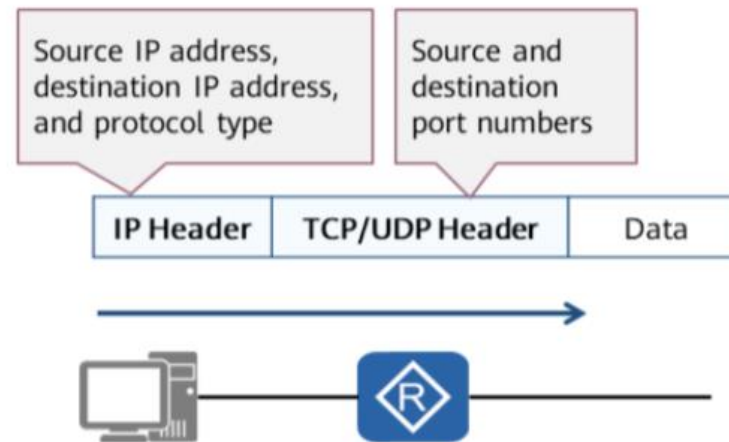 Source IP address,
destination IP address,
and protocol type
Source and
destination
port numbers
IP Header
TCP/UDP Header
Data
R